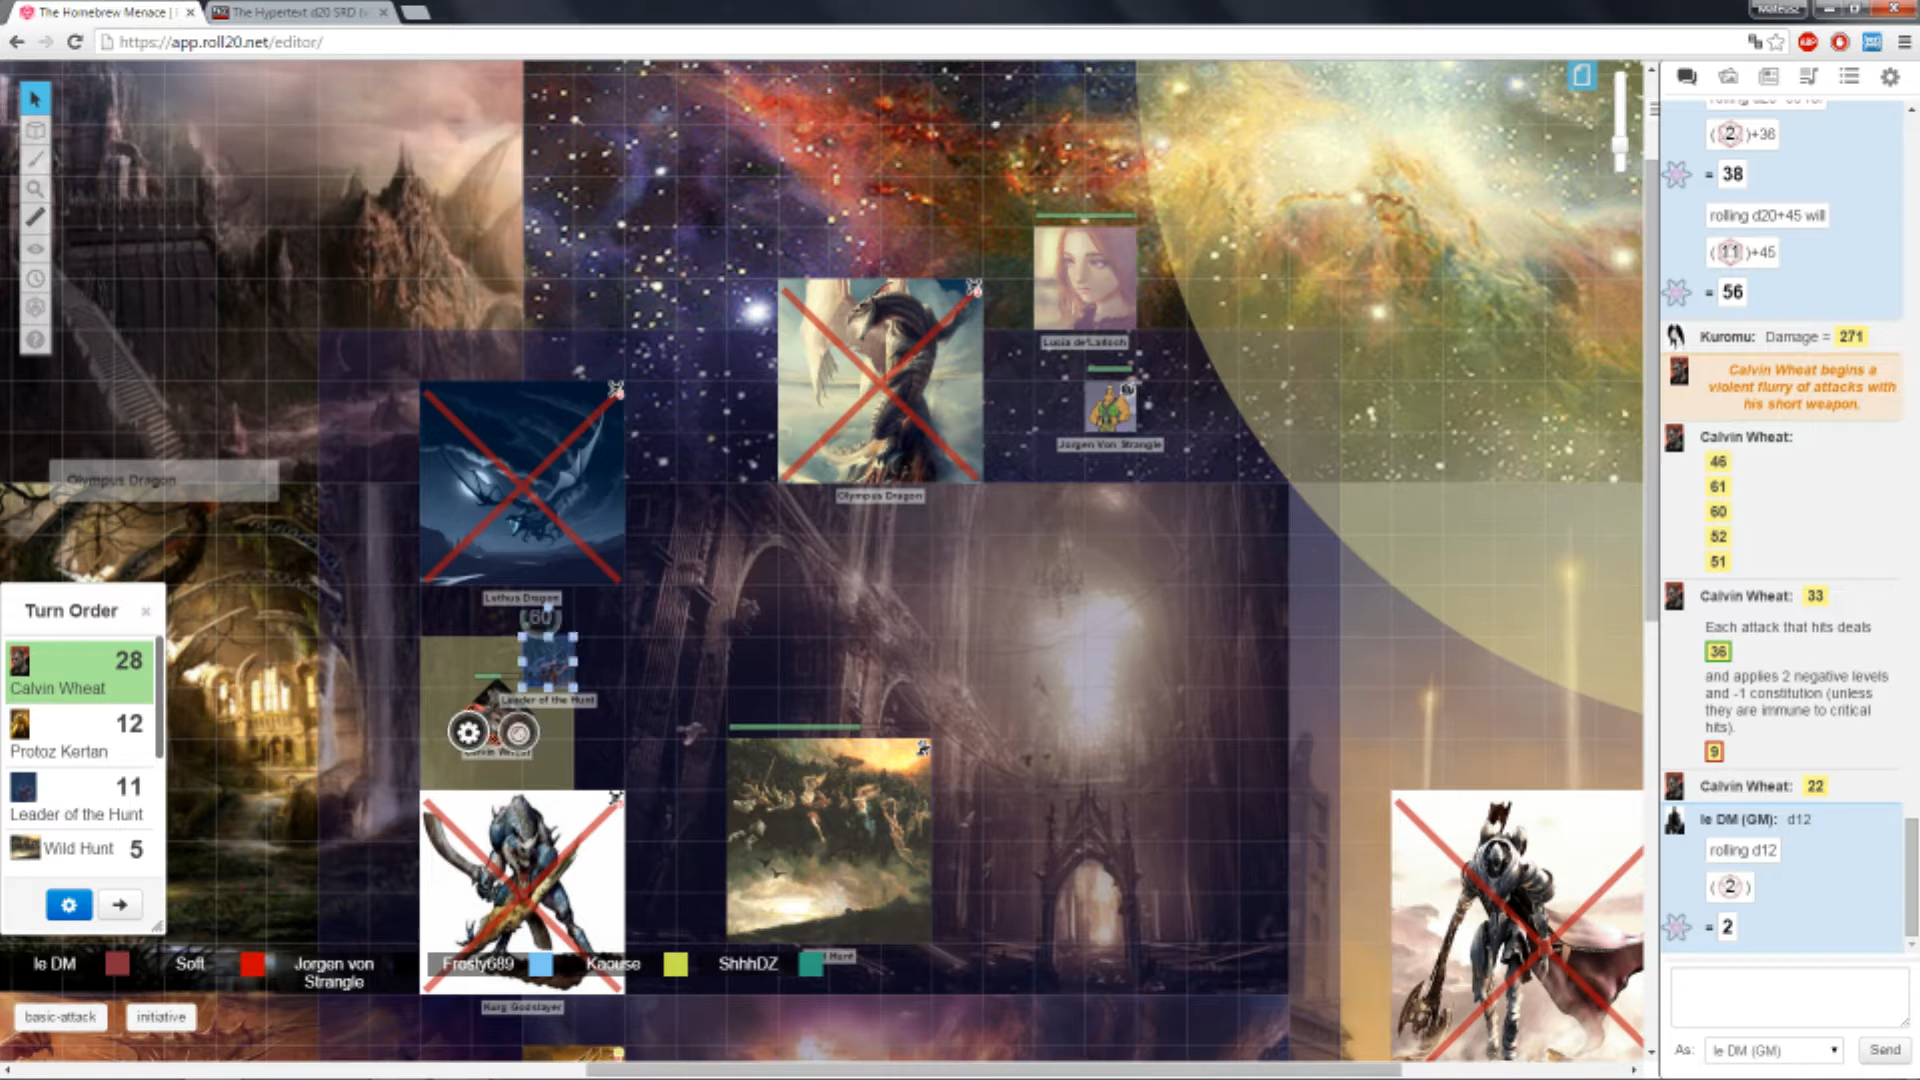 The Homebrew Menace |
The Hypertext d20 SRD (v
Mateusz
https://app.roll20.net/editor/
(2)+36
= 38
rolling d20+45 will
(11)+45
= 56
Kuromu: Damage = 271
Calvin Wheat begins a
violent flurry of attacks with
his short weapon.
Calvin Wheat:
46
61
60
52
51
Calvin Wheat: 33
Each attack that hits deals
36
and applies 2 negative levels
and -1 constitution (unless
they are immune to critical
hits).
9
Calvin Wheat: 22
le DM (GM): d12
rolling d12
(2)
= 2
As: le DM (GM)
Send
Lucia de'Larloch
Jorgen Von Strangle
Olympus Dragon
Olympus Dragon
Lethus Dragon
60
Leader of the Hunt
Calvin Wheat
Turn Order
28
Calvin Wheat
12
Protoz Kertan
11
Leader of the Hunt
Wild Hunt 5
le DM
Soft
Jorgen von
Strangle
Frosty689
Kaouse
ShhhDZ
Hunt
Kurg Godslayer
basic-attack
initiative